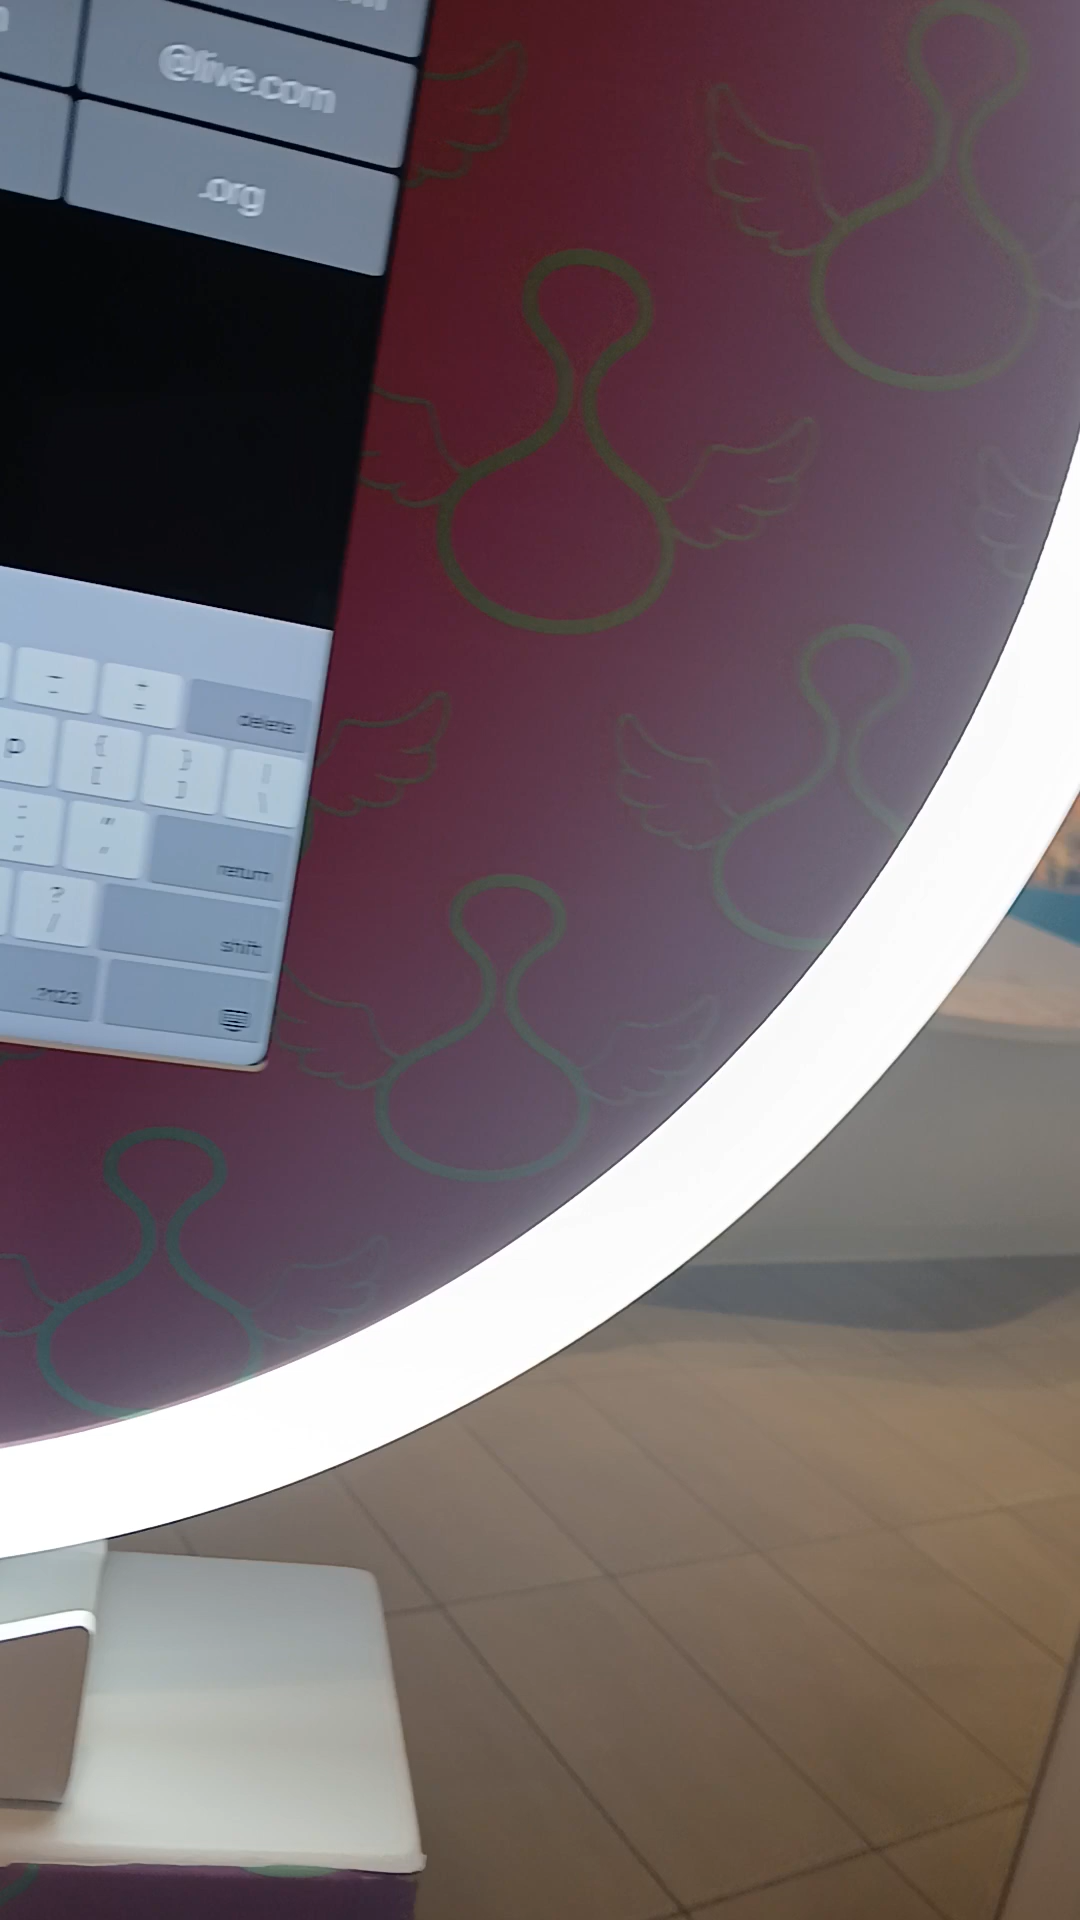 @live.com
.org
- =
delete
p { [ } ] | \
: ; " '
return
? /
shift
.?123